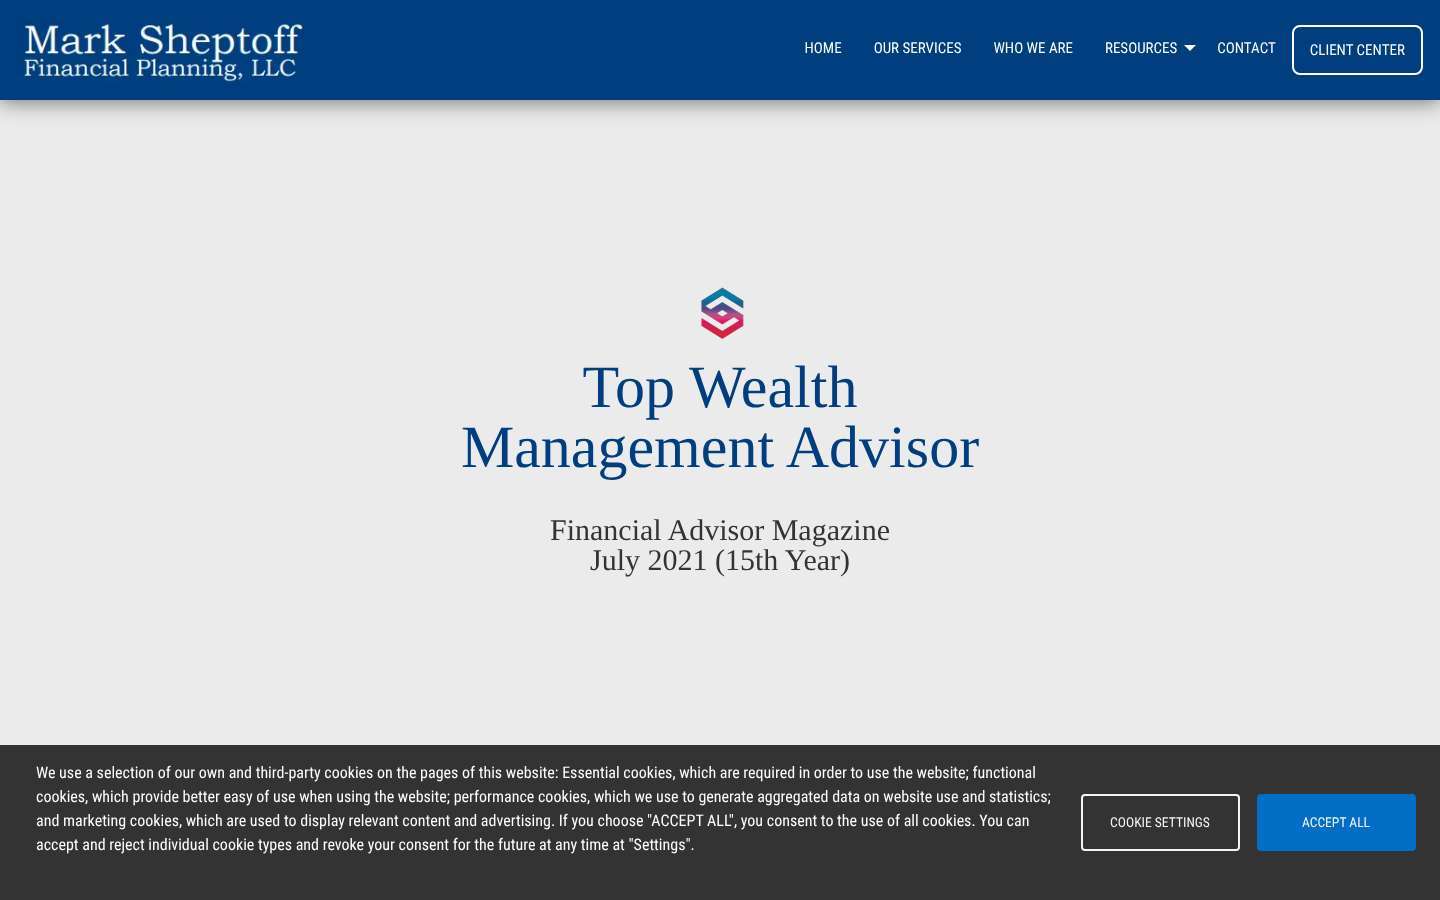 Mark Sheptoff
Financial Planning, LLC
HOME
OUR SERVICES
WHO WE ARE
RESOURCES
CONTACT
CLIENT CENTER
Top Wealth
Management Advisor
Financial Advisor Magazine
July 2021 (15th Year)
We use a selection of our own and third-party cookies on the pages of this website: Essential cookies, which are required in order to use the website; functional
cookies, which provide better easy of use when using the website; performance cookies, which we use to generate aggregated data on website use and statistics;
and marketing cookies, which are used to display relevant content and advertising. If you choose "ACCEPT ALL", you consent to the use of all cookies. You can
accept and reject individual cookie types and revoke your consent for the future at any time at "Settings".
COOKIE SETTINGS
ACCEPT ALL